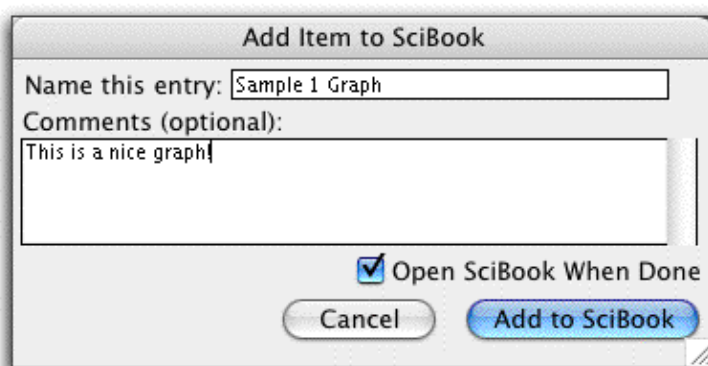 Add Item to SciBook
Name this entry: Sample 1 Graph
Comments (optional):
This is a nice graph!
Open SciBook When Done
Cancel Add to SciBook